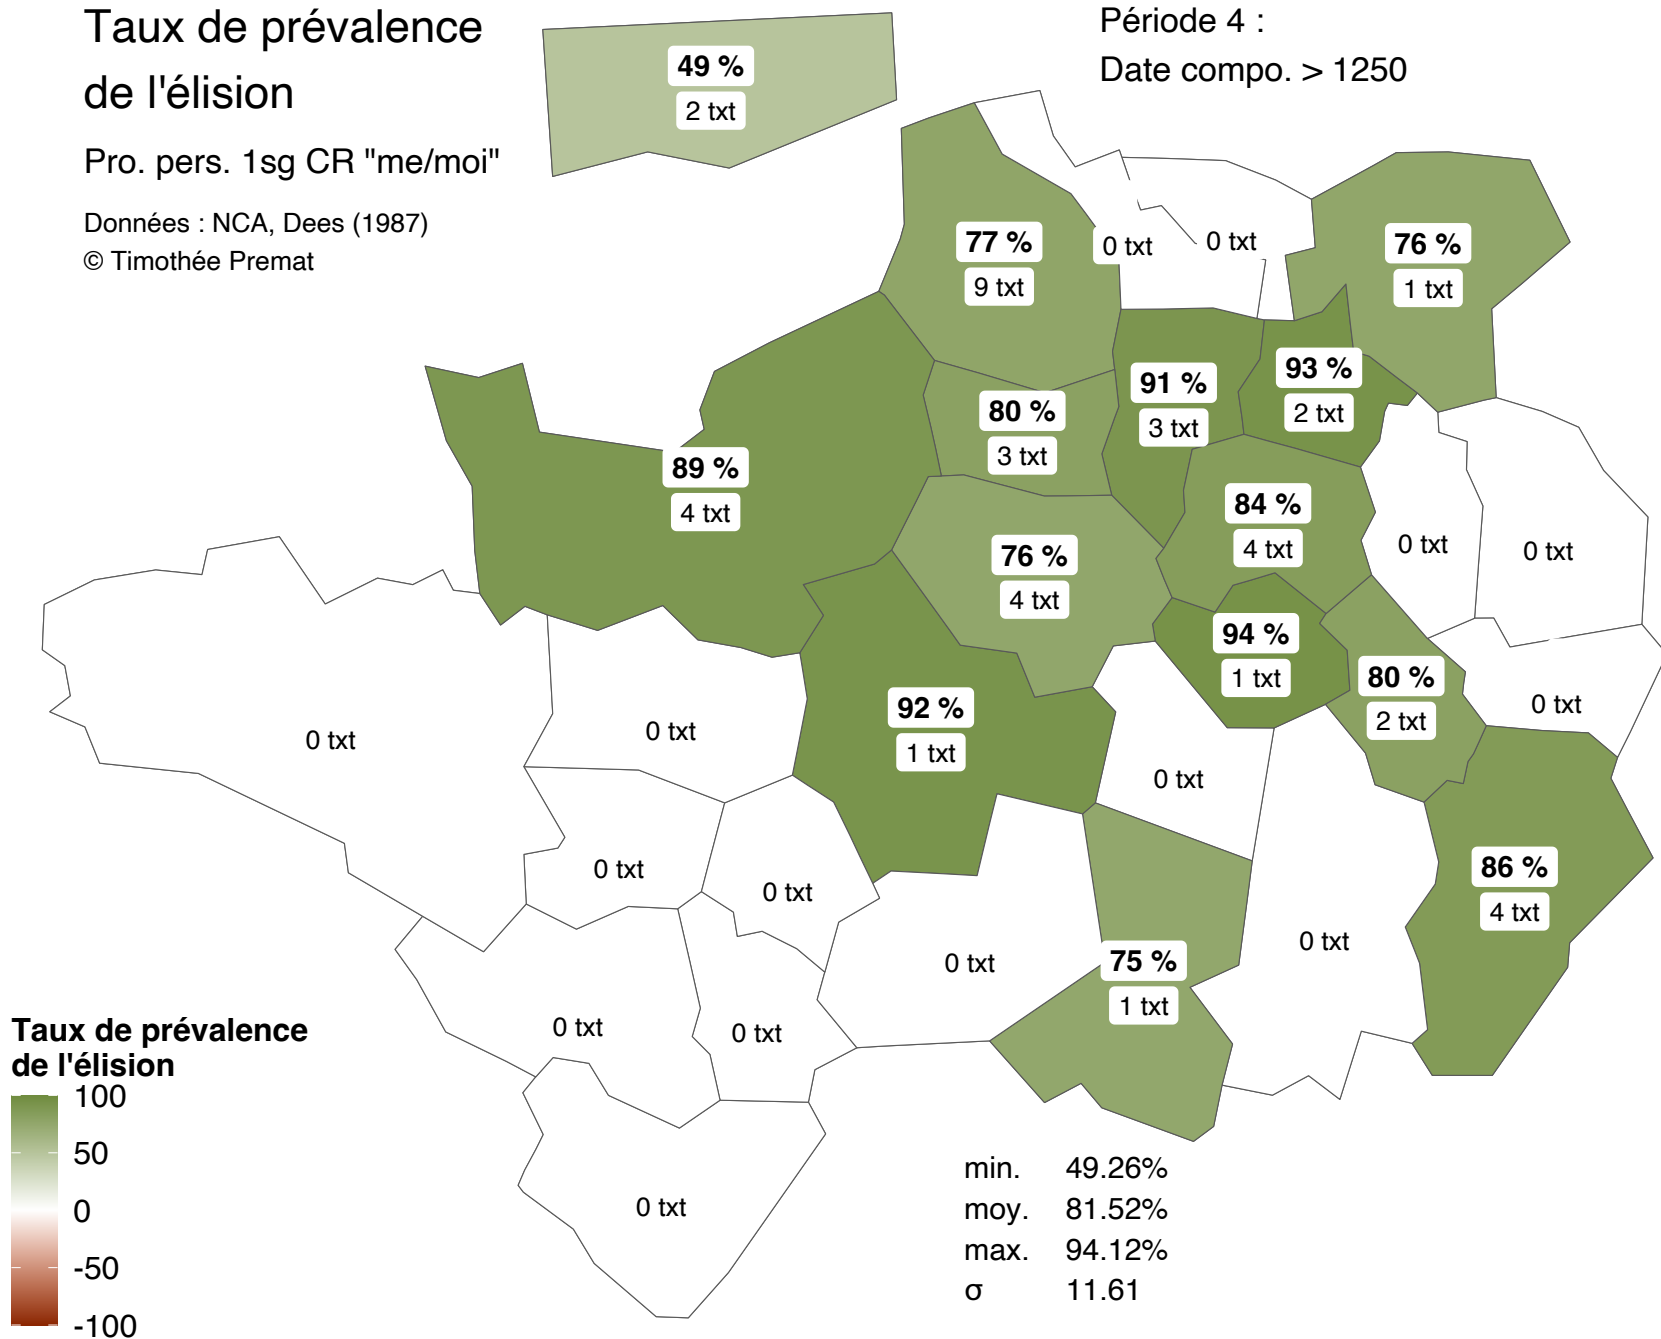 Taux de prévalence
de l'élision
Pro. pers. 1sg CR "me/moi"
Données : NCA, Dees (1987)
© Timothée Premat
Période 4 :
Date compo. > 1250
49 %
2 txt
77 %
9 txt
0 txt
0 txt
76 %
1 txt
93 %
2 txt
91 %
3 txt
80 %
3 txt
89 %
4 txt
84 %
4 txt
76 %
4 txt
0 txt
0 txt
94 %
1 txt
80 %
2 txt
0 txt
92 %
1 txt
0 txt
0 txt
0 txt
0 txt
0 txt
86 %
4 txt
0 txt
75 %
1 txt
0 txt
0 txt
0 txt
0 txt
Taux de prévalence
de l'élision
100
50
0
-50
-100
min. 49.26%
moy. 81.52%
max. 94.12%
σ 11.61